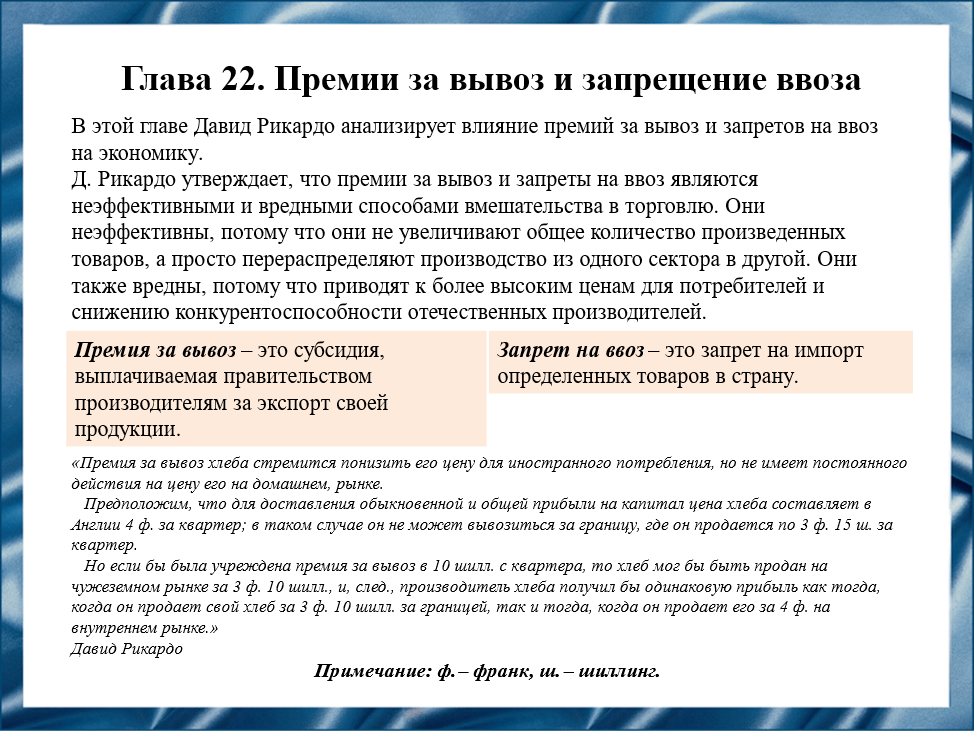 Глава 22. Премии за вывоз и запрещение ввоза
В этой главе Давид Рикардо анализирует влияние премий за вывоз и запретов на ввоз
на экономику.
Д. Рикардо утверждает, что премии за вывоз и запреты на ввоз являются
неэффективными и вредными способами вмешательства в торговлю. Они
неэффективны, потому что они не увеличивают общее количество произведенных
товаров, а просто перераспределяют производство из одного сектора в другой. Они
также вредны, потому что приводят к более высоким ценам для потребителей и
снижению конкурентоспособности отечественных производителей.
Премия за вывоз – это субсидия,
выплачиваемая правительством
производителям за экспорт своей
продукции.
Запрет на ввоз – это запрет на импорт
определенных товаров в страну.
«Премия за вывоз хлеба стремится понизить его цену для иностранного потребления, но не имеет постоянного
действия на цену его на домашнем, рынке.
Предположим, что для доставления обыкновенной и общей прибыли на капитал цена хлеба составляет в
Англии 4 ф. за квартер; в таком случае он не может вывозиться за границу, где он продается по 3 ф. 15 ш. за
квартер.
Но если бы была учреждена премия за вывоз в 10 шилл. с квартера, то хлеб мог бы быть продан на
чужеземном рынке за 3 ф. 10 шилл., и, след., производитель хлеба получил бы одинаковую прибыль как тогда,
когда он продает свой хлеб за 3 ф. 10 шилл. за границей, так и тогда, когда он продает его за 4 ф. на
внутреннем рынке.»
Давид Рикардо
Примечание: ф. – франк, ш. – шиллинг.